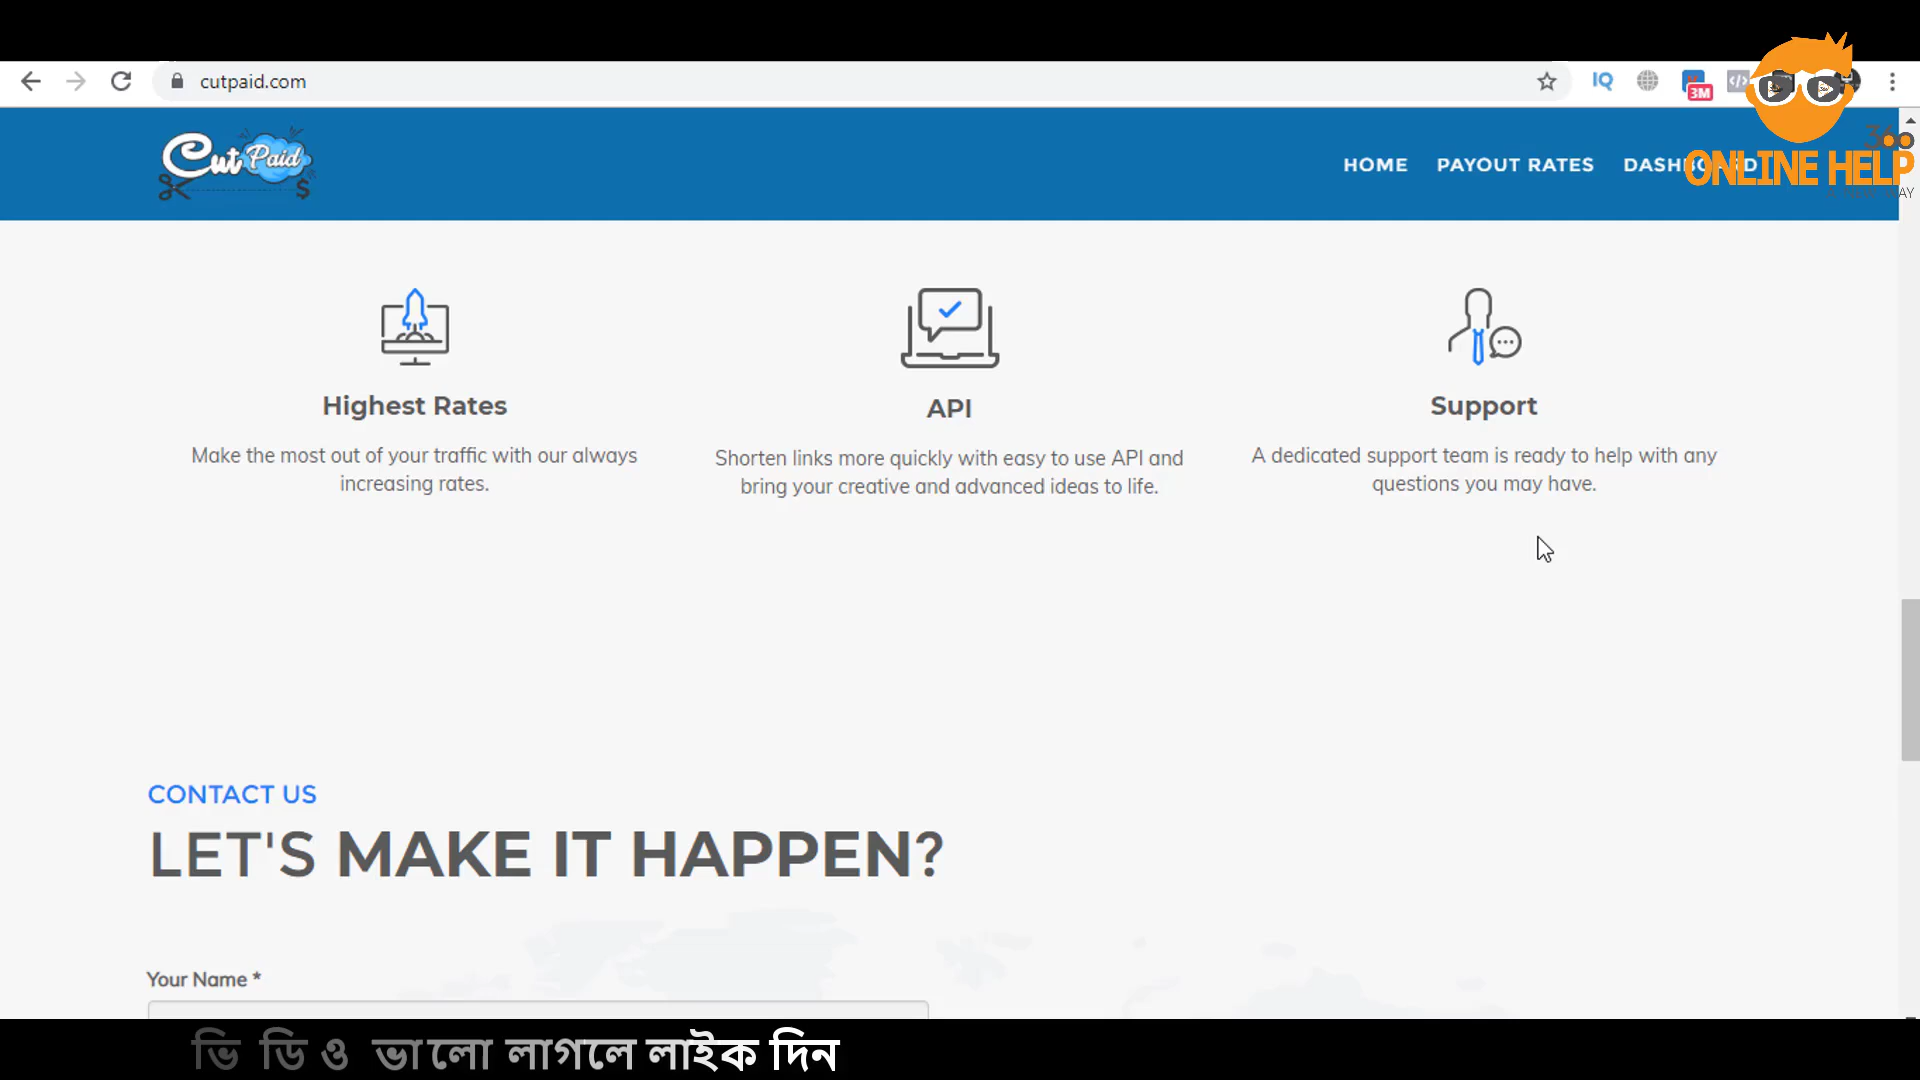 cutpaid.com
IQ
3M
Cut Paid
HOME PAYOUT RATES
ONLINE HELP
Highest Rates
Make the most out of your traffic with our always
increasing rates.
API
Shorten links more quickly with easy to use API and
bring your creative and advanced ideas to life.
Support
A dedicated support team is ready to help with any
questions you may have.
CONTACT US
LET'S MAKE IT HAPPEN?
Your Name *
ভিডিও ভালো লাগলে লাইক দিন